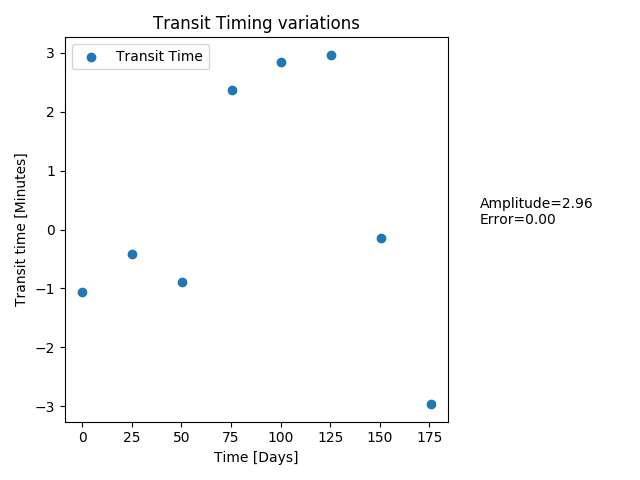 Transit Timing variations
Transit Time
3
2
1
0
−1
−2
−3
Transit time [Minutes]
0 25 50 75 100 125 150 175
Time [Days]
Amplitude=2.96
Error=0.00